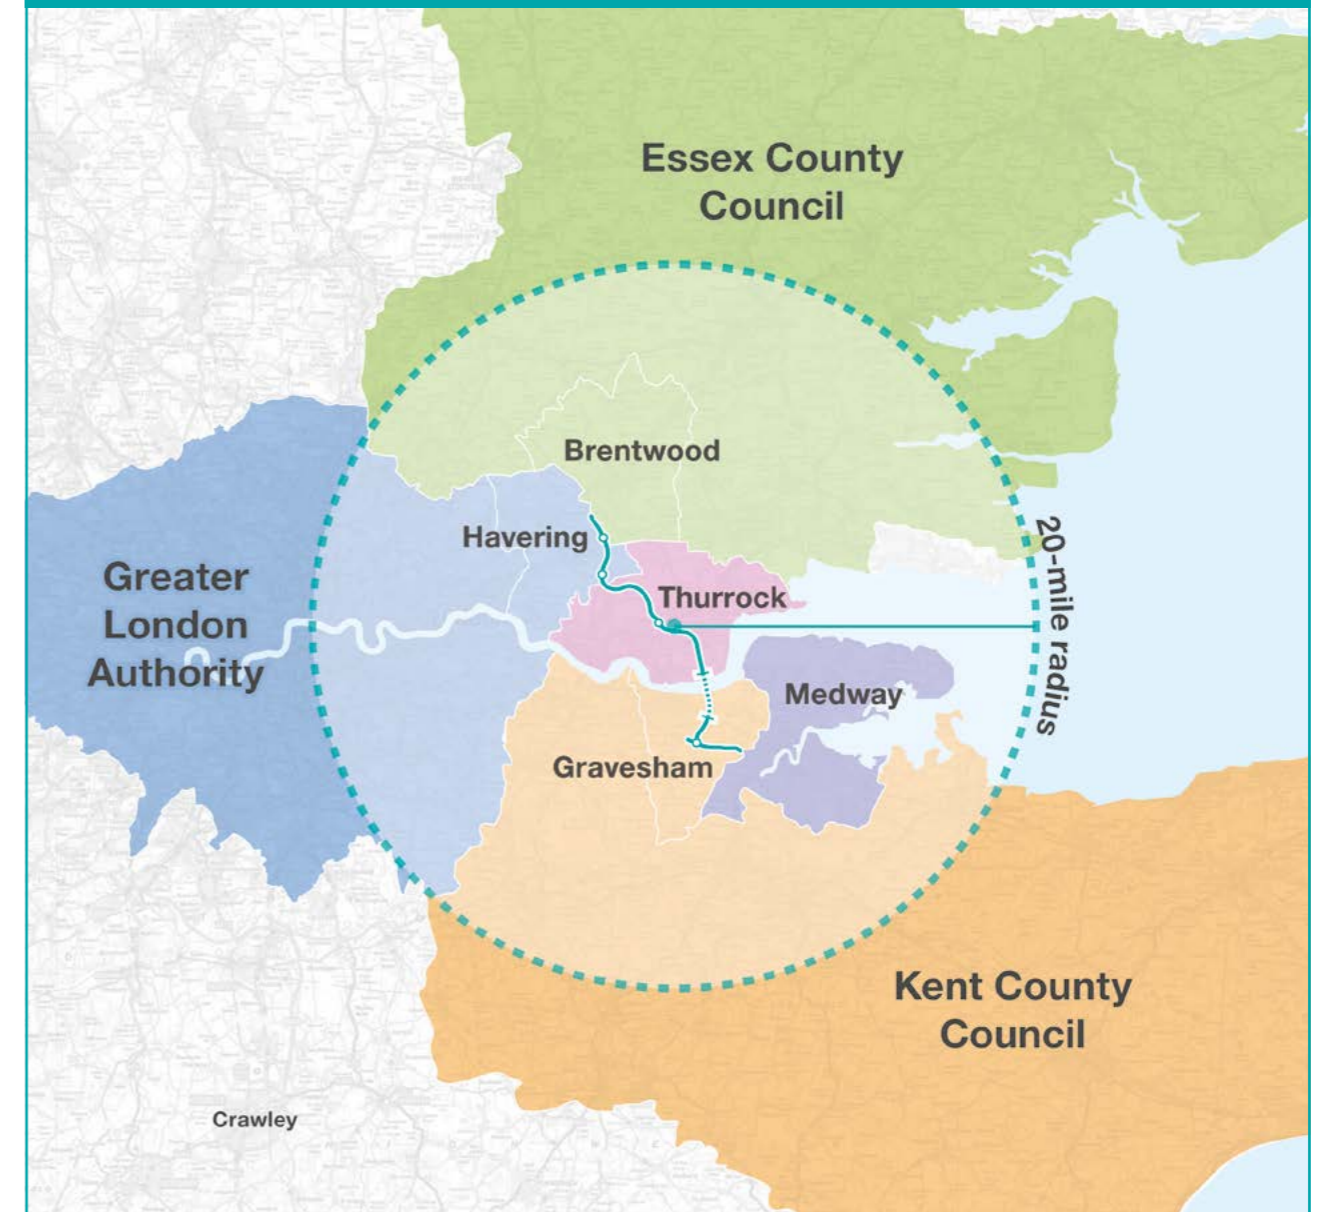 Essex County
Council
Brentwood
Havering
Greater
London
Authority
Thurrock
20-mile radius
Medway
Gravesham
Kent County
Council
Crawley